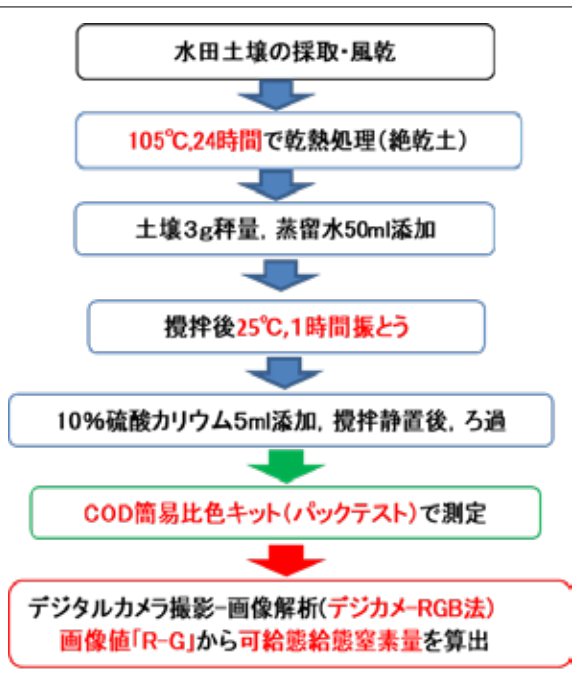 水田土壌の採取・風乾
105℃,24時間で乾熱処理（絶乾土）
土壌3g秤量，蒸留水50ml添加
攪拌後25℃,1時間振とう
10％硫酸カリウム5ml添加，攪拌静置後，ろ過
COD簡易比色キット（パックテスト）で測定
デジタルカメラ撮影-画像解析(デジカメ-RGB法)
画像値「R-G」から可給態給態窒素量を算出